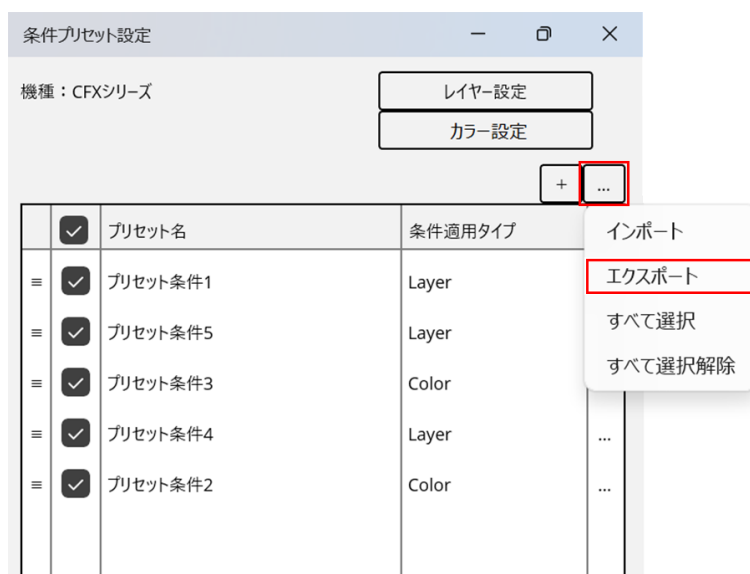 条件プリセット設定
機種：CFXシリーズ
レイヤー設定
カラー設定
+ ...
プリセット名 条件適用タイプ
インポート
エクスポート
すべて選択
すべて選択解除
プリセット条件1 Layer
プリセット条件5 Layer
プリセット条件3 Color
プリセット条件4 Layer ...
プリセット条件2 Color ...